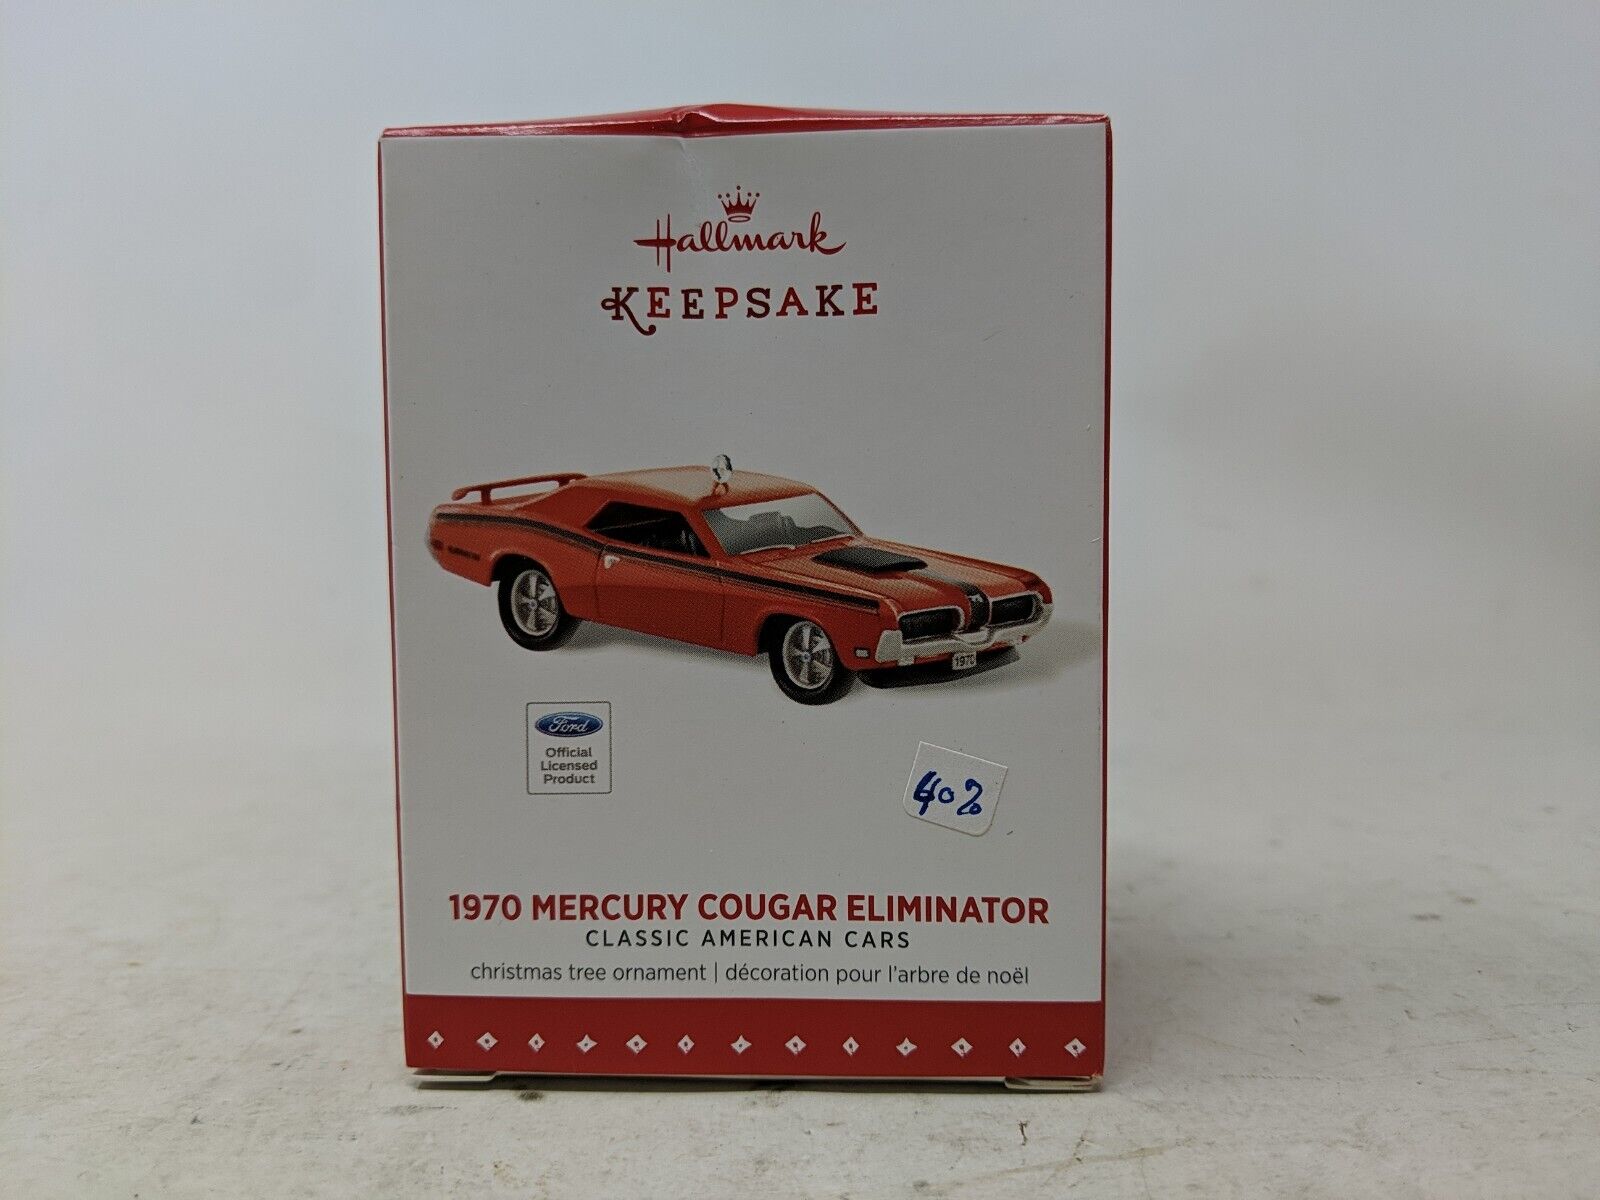 Hallmark
KEEPSAKE
1970
Ford
Official
Licensed
Product
402
1970 MERCURY COUGAR ELIMINATOR
CLASSIC AMERICAN CARS
christmas tree ornament | décoration pour l'arbre de noël